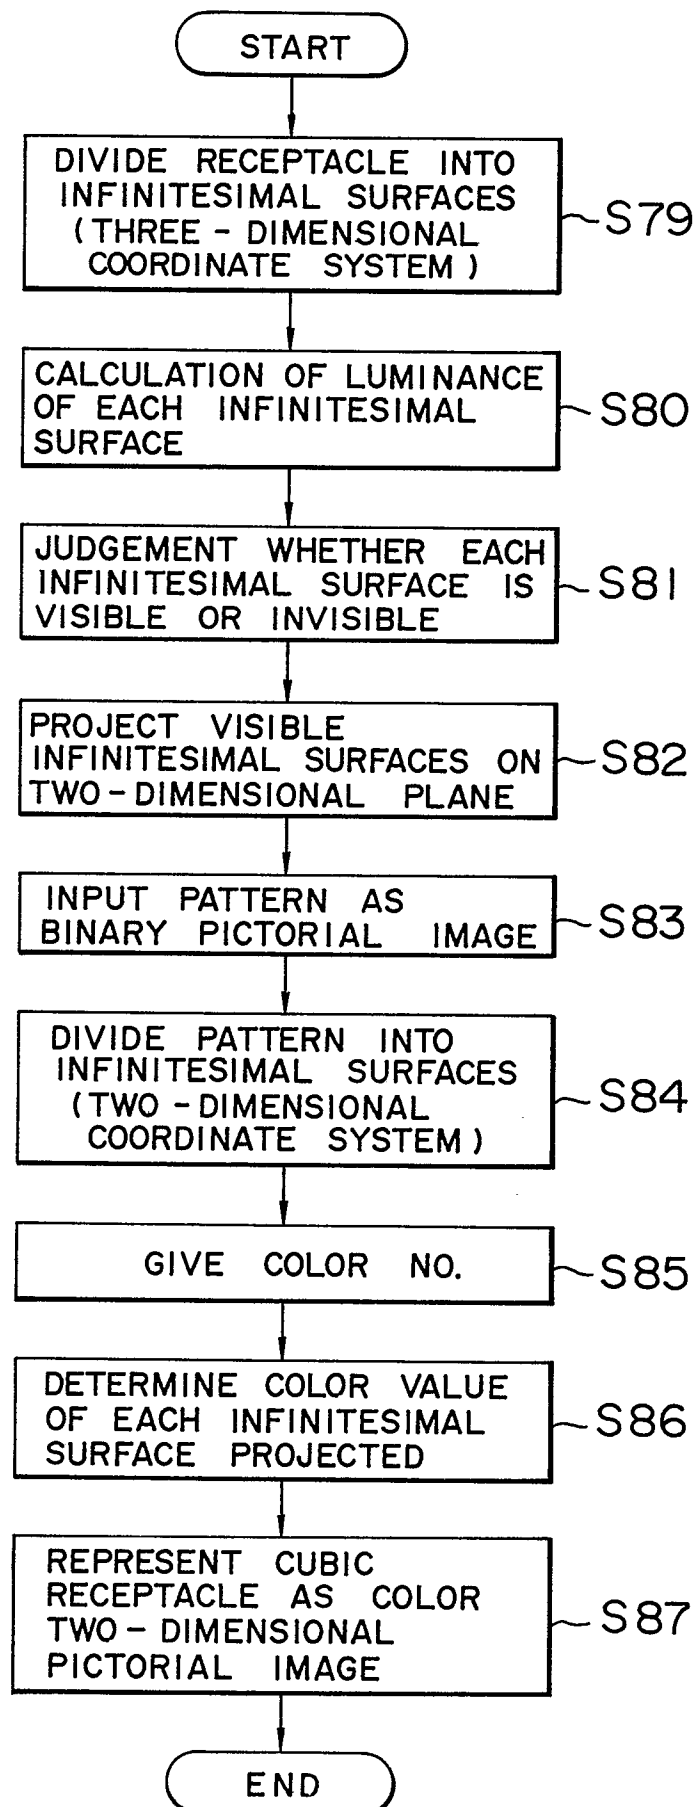 START
DIVIDE RECEPTACLE INTO
INFINITESIMAL SURFACES
(THREE-DIMENSIONAL
COORDINATE SYSTEM)
S79
CALCULATION OF LUMINANCE
OF EACH INFINITESIMAL
SURFACE
S80
JUDGEMENT WHETHER EACH
INFINITESIMAL SURFACE IS
VISIBLE OR INVISIBLE
S81
PROJECT VISIBLE
INFINITESIMAL SURFACES ON
TWO-DIMENSIONAL PLANE
S82
INPUT PATTERN AS
BINARY PICTORIAL IMAGE
S83
DIVIDE PATTERN INTO
INFINITESIMAL SURFACES
(TWO-DIMENSIONAL
COORDINATE SYSTEM)
S84
GIVE COLOR NO.
S85
DETERMINE COLOR VALUE
OF EACH INFINITESIMAL
SURFACE PROJECTED
S86
REPRESENT CUBIC
RECEPTACLE AS COLOR
TWO-DIMENSIONAL
PICTORIAL IMAGE
S87
END